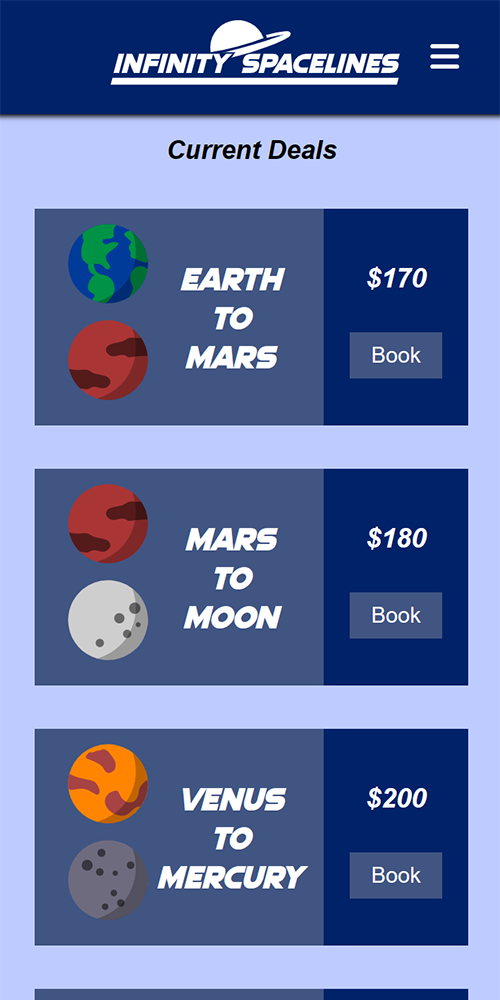 INFINITY SPACELINES
Current Deals
EARTH
TO
MARS
$170
Book
MARS
TO
MOON
$180
Book
VENUS
TO
MERCURY
$200
Book